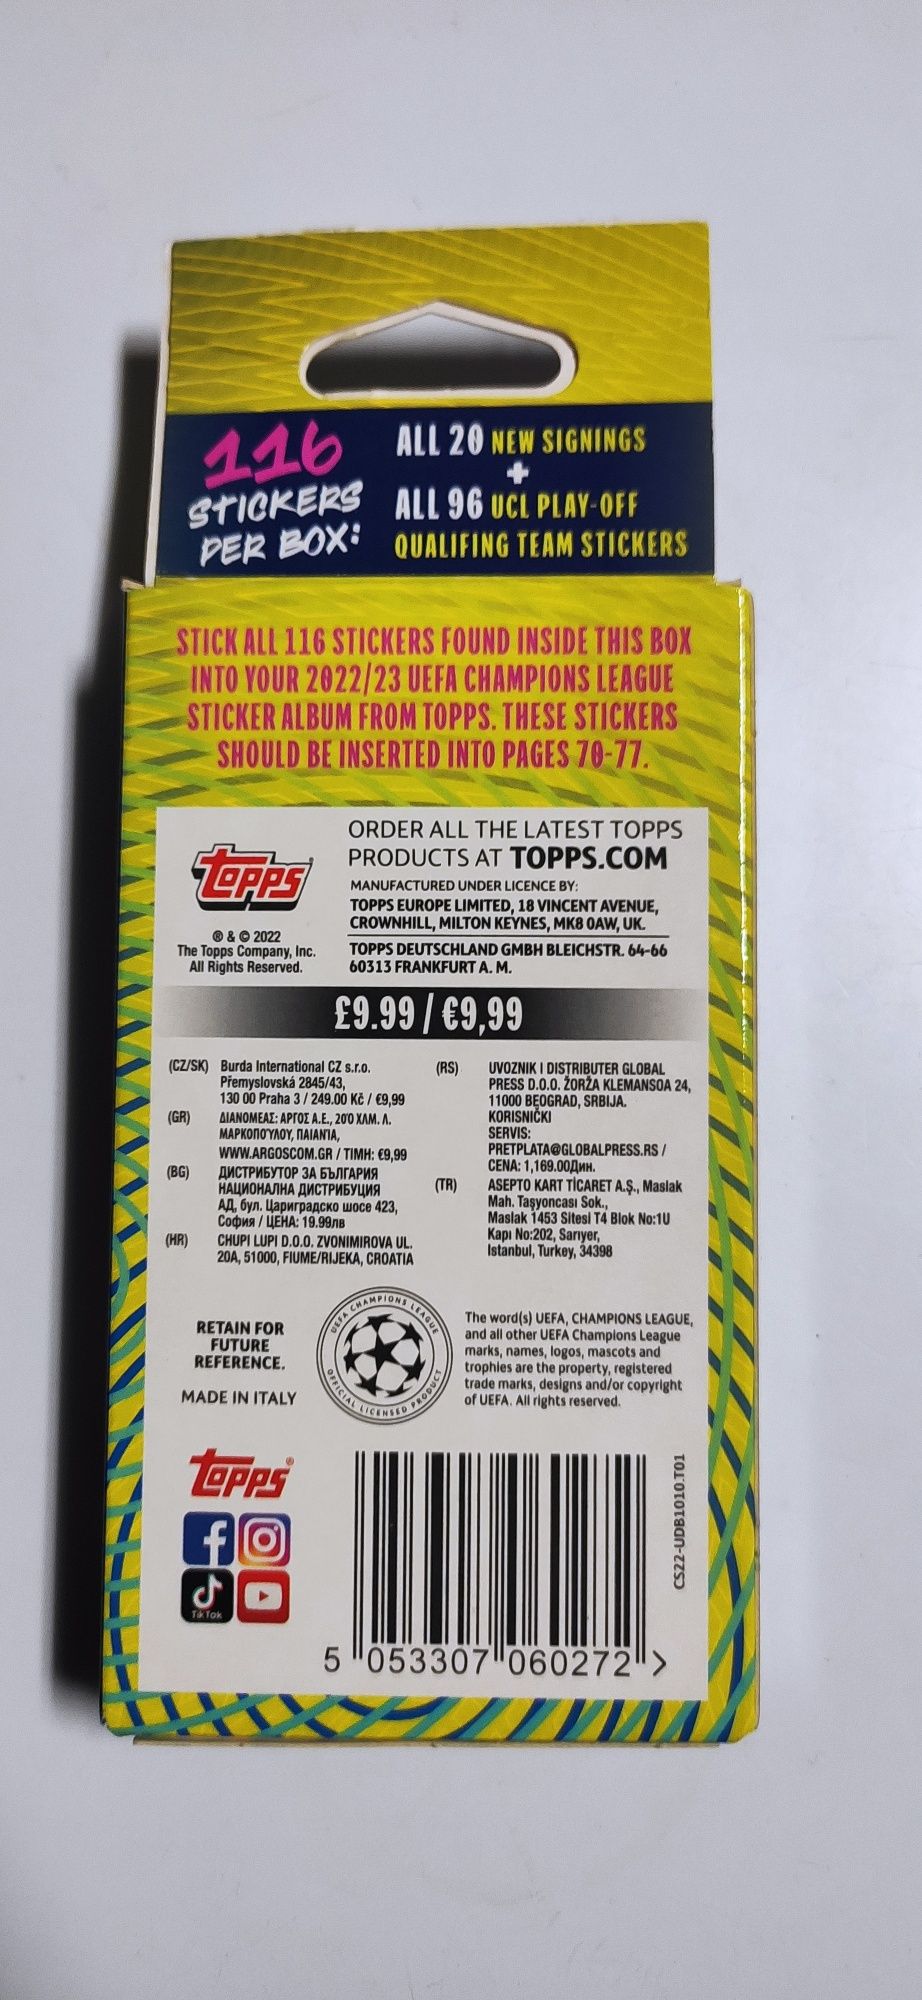 116
STICKERS
PER BOX:
ALL 20 NEW SIGNINGS
+
ALL 96 UCL PLAY-OFF
QUALIFING TEAM STICKERS
STICK ALL 116 STICKERS FOUND INSIDE THIS BOX
INTO YOUR 2022/23 UEFA CHAMPIONS LEAGUE
STICKER ALBUM FROM TOPPS. THESE STICKERS
SHOULD BE INSERTED INTO PAGES 70-77.
Topps
® & © 2022
The Topps Company, Inc.
All Rights Reserved.
ORDER ALL THE LATEST TOPPS
PRODUCTS AT TOPPS.COM
MANUFACTURED UNDER LICENCE BY:
TOPPS EUROPE LIMITED, 18 VINCENT AVENUE,
CROWNHILL, MILTON KEYNES, MK8 0AW, UK.
TOPPS DEUTSCHLAND GMBH BLEICHSTR. 64-66
60313 FRANKFURT A. M.
£9.99 / €9,99
(CZ/SK) Burda International CZ s.r.o.
Přemyslovská 2845/43,
130 00 Praha 3 / 249.00 Kč / €9,99
(GR) ΔΙΑΝΟΜΕΑΣ: ΑΡΓΟΣ Α.Ε., 20΄0 ΧΛΜ. Λ.
ΜΑΡΚΟΠΟΎΛΟΥ, ΠΑΙΑΝΊΑ,
WWW.ARGOSCOM.GR / ΤΙΜΗ: €9,99
(BG) ДИСТРИБУТОР ЗА БЪЛГАРИЯ
НАЦИОНАЛНА ДИСТРИБУЦИЯ
АД, бул. Цариградско шосе 423,
София / ЦЕНА: 19.99лв
(HR) CHUPI LUPI D.O.O. ZVONIMIROVA UL.
20A, 51000, FIUME/RIJEKA, CROATIA
(RS) UVOZNIK I DISTRIBUTER GLOBAL
PRESS D.O.O. ŽORŽA KLEMANSOA 24,
11000 BEOGRAD, SRBIJA.
KORISNIČKI
SERVIS:
PRETPLATA@GLOBALPRESS.RS /
CENA: 1,169.00Дин.
(TR) ASEPTO KART TİCARET A.Ş., Maslak
Mah. Taşyoncası Sok.,
Maslak 1453 Sitesi T4 Blok No:1U
Kapı No:202, Sarıyer,
Istanbul, Turkey, 34398
RETAIN FOR
FUTURE
REFERENCE.
MADE IN ITALY
UEFA CHAMPIONS LEAGUE
OFFICIAL LICENSED PRODUCT
The word(s) UEFA, CHAMPIONS LEAGUE,
and all other UEFA Champions League
marks, names, logos, mascots and
trophies are the property, registered
trade marks, designs and/or copyright
of UEFA. All rights reserved.
Topps
TikTok
5 053307 060272 >
CS22-UDB1010.T01